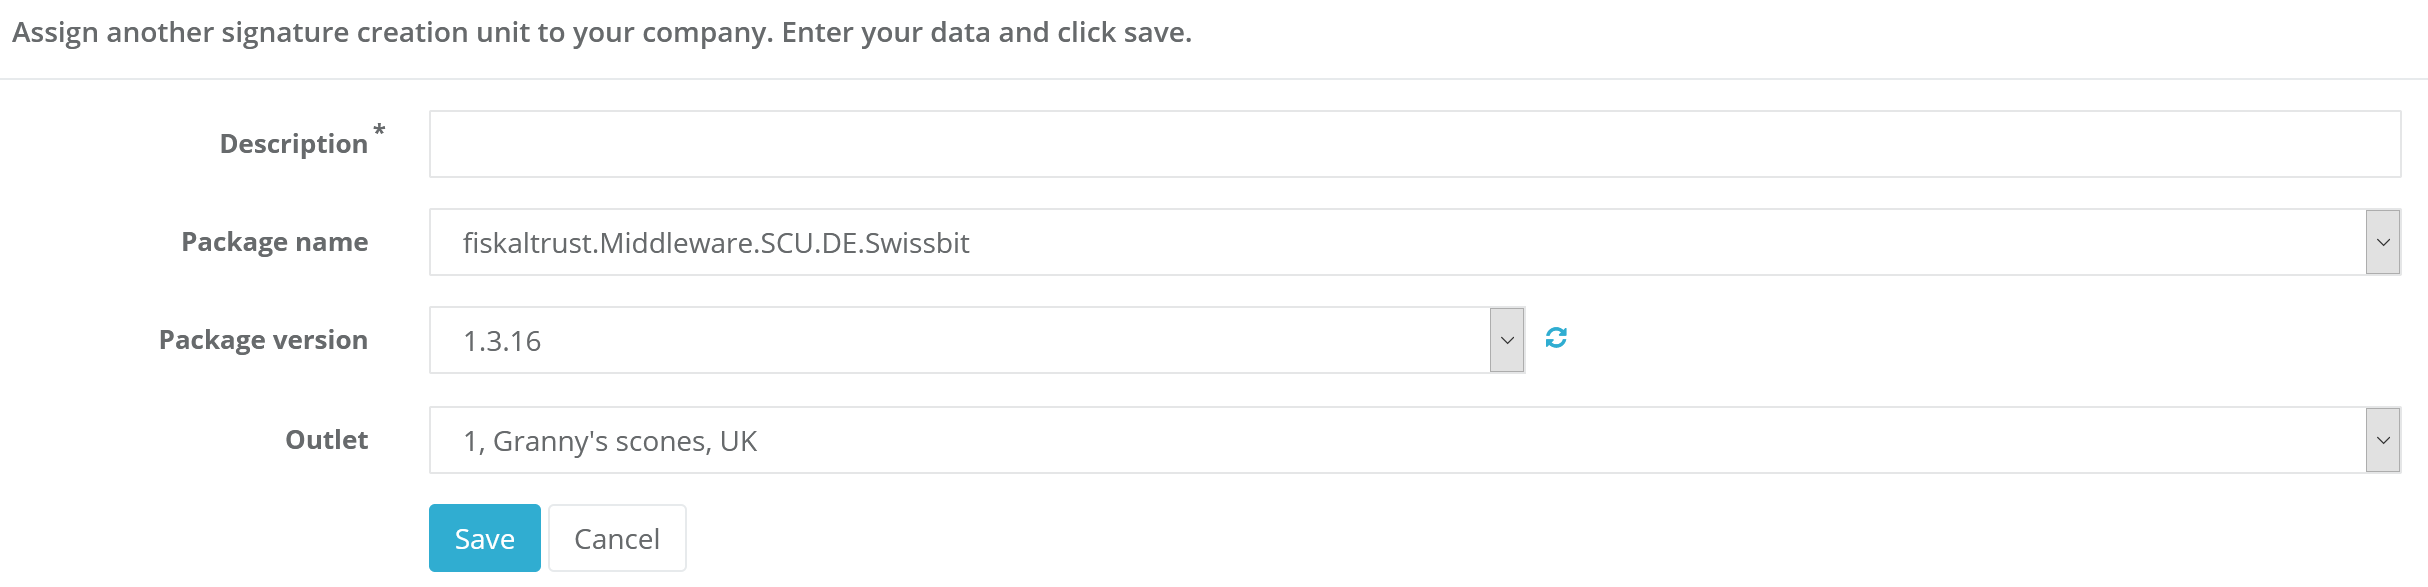 Assign another signature creation unit to your company. Enter your data and click save.
Description *
Package name fiskaltrust.Middleware.SCU.DE.Swissbit
Package version 1.3.16
Outlet 1, Granny's scones, UK
Save Cancel